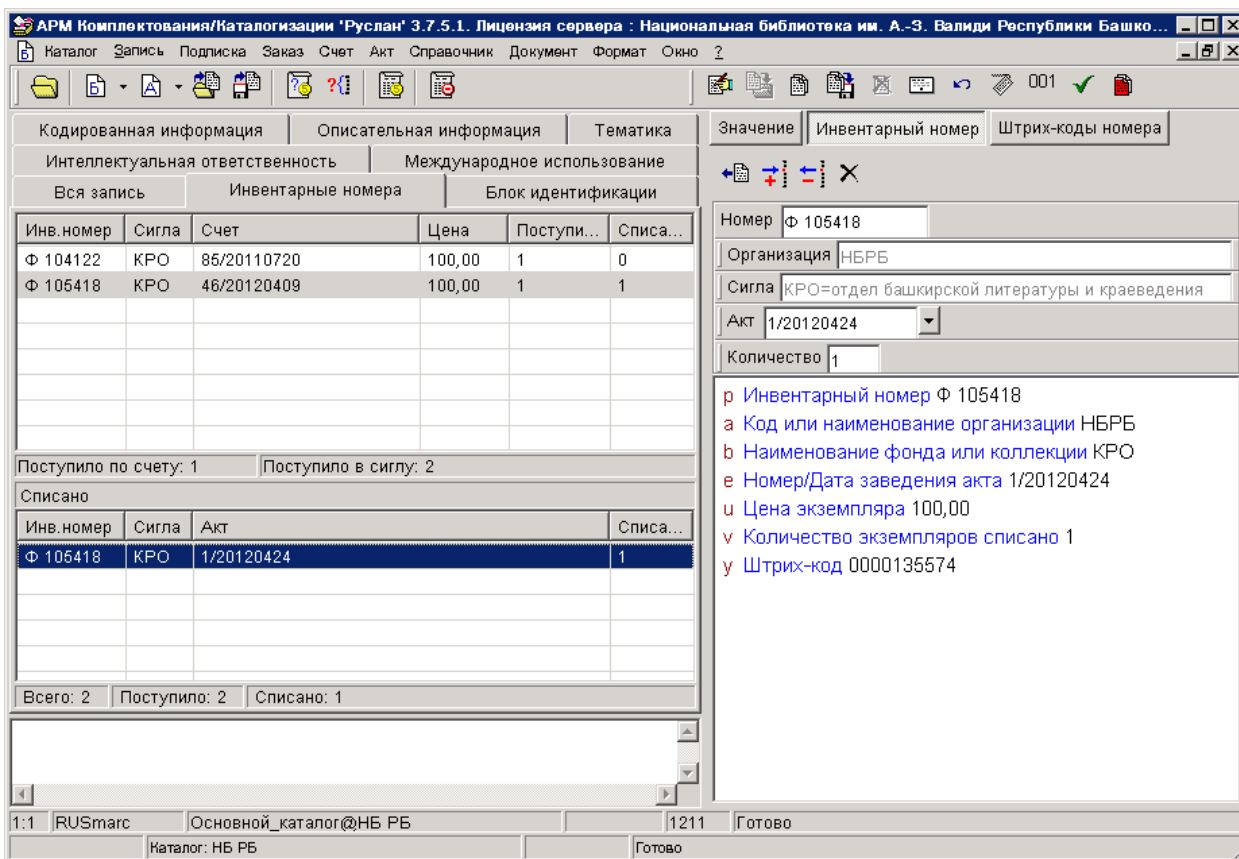 АРМ Комплектования/Каталогизации 'Руслан' 3.7.5.1. Лицензия сервера : Национальная библиотека им. А.-З. Валиди Республики Башко...
Б Каталог Запись Подписка Заказ Счет Акт Справочник Документ Формат Окно ?
Б А ?{} 001
Кодированная информация Описательная информация Тематика
Интеллектуальная ответственность Международное использование
Вся запись Инвентарные номера Блок идентификации
Инв.номер Сигла Счет Цена Поступи... Списа...
Ф 104122 КРО 85/20110720 100,00 1 0
Ф 105418 КРО 46/20120409 100,00 1 1
Поступило по счету: 1 Поступило в сиглу: 2
Списано
Инв.номер Сигла Акт Списа...
Ф 105418 КРО 1/20120424 1
Всего: 2 Поступило: 2 Списано: 1
Значение Инвентарный номер Штрих-коды номера
Номер Ф 105418
Организация НБРБ
Сигла КРО=отдел башкирской литературы и краеведения
Акт 1/20120424
Количество 1
p Инвентарный номер Ф 105418
a Код или наименование организации НБРБ
b Наименование фонда или коллекции КРО
e Номер/Дата заведения акта 1/20120424
u Цена экземпляра 100,00
v Количество экземпляров списано 1
y Штрих-код 0000135574
1:1 RUSmarc Основной_каталог@НБ РБ 1211 Готово
Каталог: НБ РБ Готово